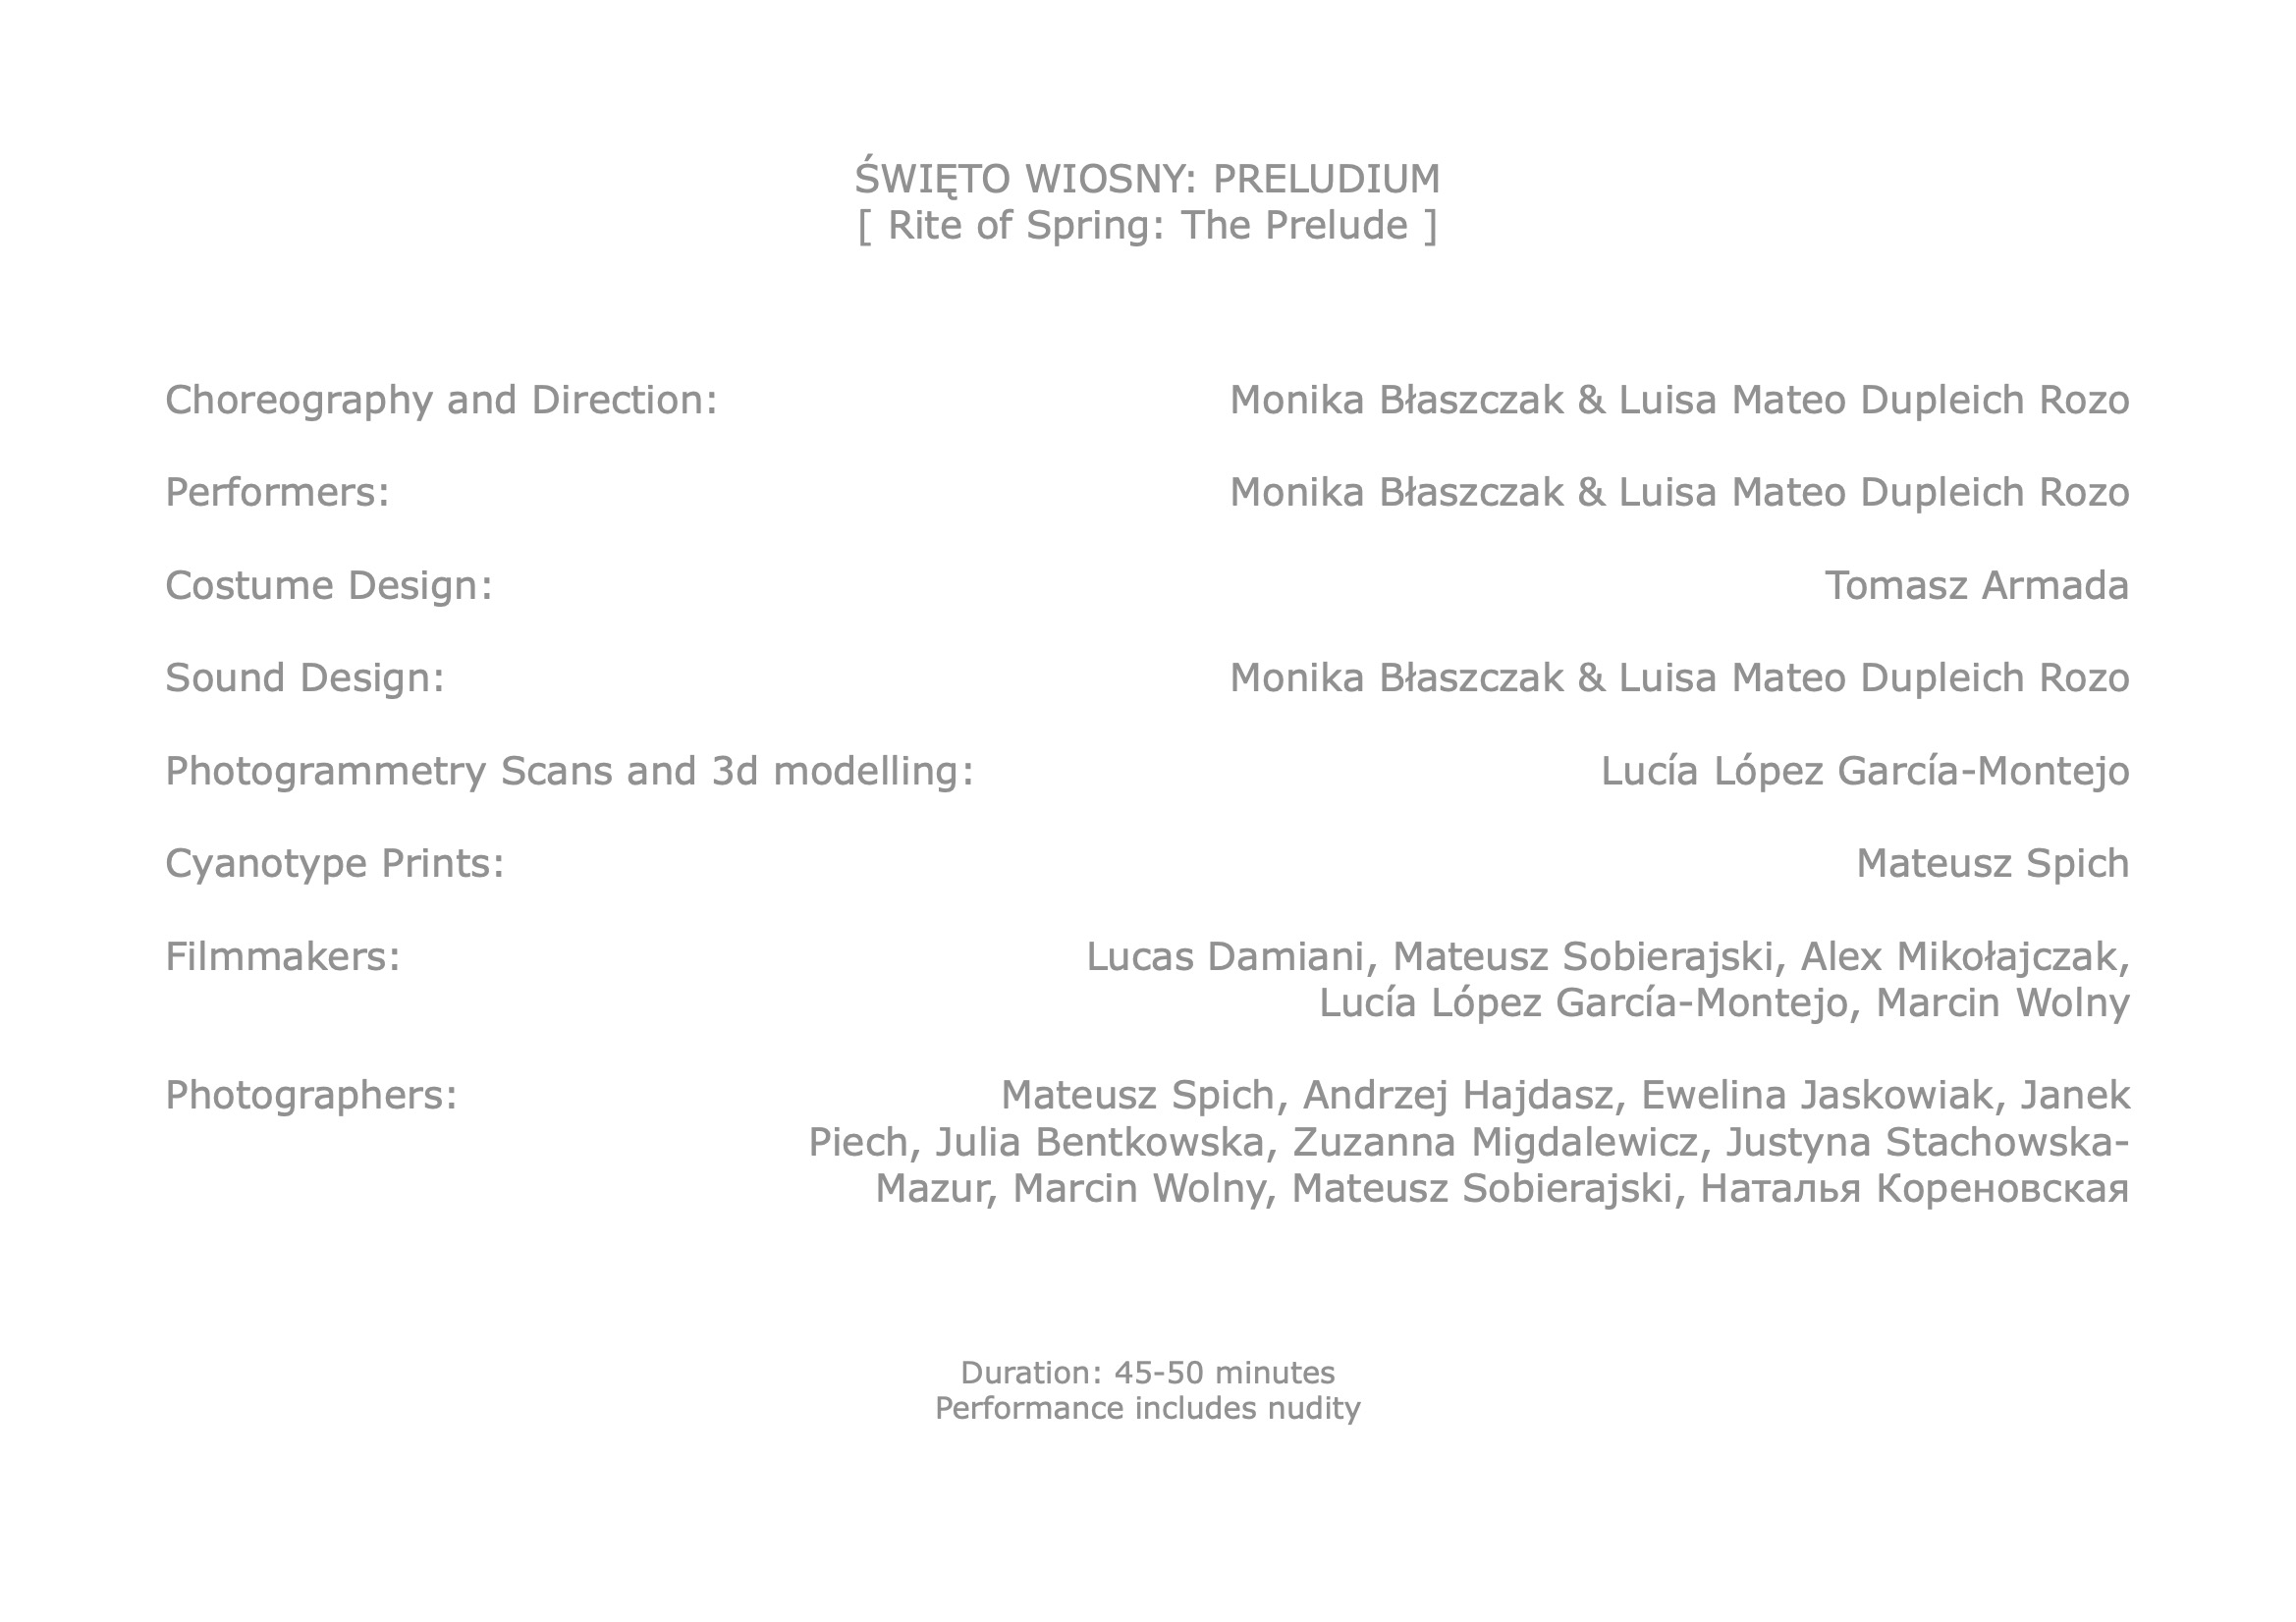 ŚWIĘTO WIOSNY: PRELUDIUM
[ Rite of Spring: The Prelude ]
Choreography and Direction: Monika Błaszczak & Luisa Mateo Dupleich Rozo
Performers: Monika Błaszczak & Luisa Mateo Dupleich Rozo
Costume Design: Tomasz Armada
Sound Design: Monika Błaszczak & Luisa Mateo Dupleich Rozo
Photogrammetry Scans and 3d modelling: Lucía López García-Montejo
Cyanotype Prints: Mateusz Spich
Filmmakers: Lucas Damiani, Mateusz Sobierajski, Alex Mikołajczak,
Lucía López García-Montejo, Marcin Wolny
Photographers: Mateusz Spich, Andrzej Hajdasz, Ewelina Jaskowiak, Janek
Piech, Julia Bentkowska, Zuzanna Migdalewicz, Justyna Stachowska-
Mazur, Marcin Wolny, Mateusz Sobierajski, Наталья Кореновская
Duration: 45-50 minutes
Performance includes nudity